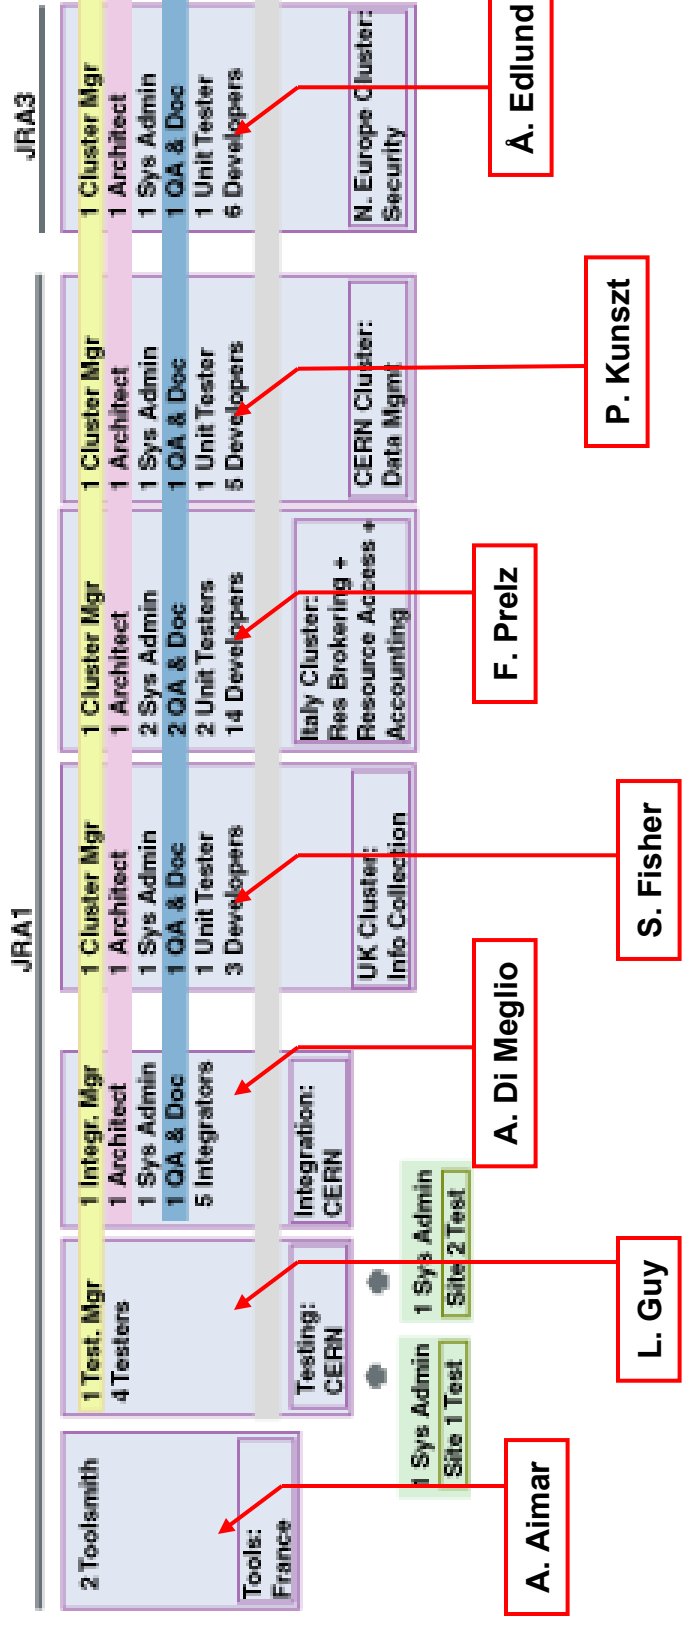 JRA1
JRA3
2 Toolsmith
Tools:
France
A. Aimar
1 Test. Mgr
4 Testers
Testing:
CERN
1 Sys Admin
Site 1 Test
1 Sys Admin
Site 2 Test
L. Guy
1 Integr. Mgr
1 Architect
1 Sys Admin
1 QA & Doc
5 Integrators
Integration:
CERN
A. Di Meglio
1 Cluster Mgr
1 Architect
1 Sys Admin
1 QA & Doc
1 Unit Tester
3 Developers
UK Cluster:
Info Collection
S. Fisher
1 Cluster Mgr
1 Architect
2 Sys Admin
2 QA & Doc
2 Unit Testers
14 Developers
Italy Cluster:
Res Brokering +
Resource Access +
Accounting
F. Prelz
1 Cluster Mgr
1 Architect
1 Sys Admin
1 QA & Doc
1 Unit Tester
5 Developers
CERN Cluster:
Data Mgmt
P. Kunszt
1 Cluster Mgr
1 Architect
1 Sys Admin
1 QA & Doc
1 Unit Tester
6 Developers
N. Europe Cluster:
Security
Å. Edlund